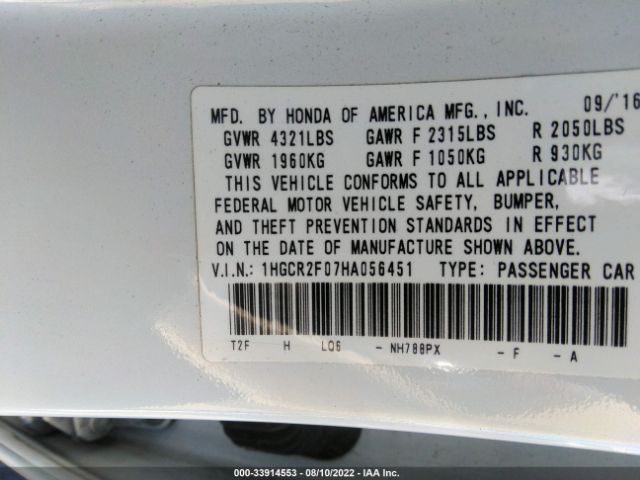 MFD. BY HONDA OF AMERICA MFG., INC. 09/'16
GVWR 4321LBS GAWR F 2315LBS R 2050LBS
GVWR 1960KG GAWR F 1050KG R 930KG
THIS VEHICLE CONFORMS TO ALL APPLICABLE
FEDERAL MOTOR VEHICLE SAFETY, BUMPER,
AND THEFT PREVENTION STANDARDS IN EFFECT
ON THE DATE OF MANUFACTURE SHOWN ABOVE.
V.I.N.: 1HGCR2F07HA056451 TYPE: PASSENGER CAR
T2F H LQ6 - NH788PX - F - A
000-33914553 - 08/10/2022 - IAA Inc.